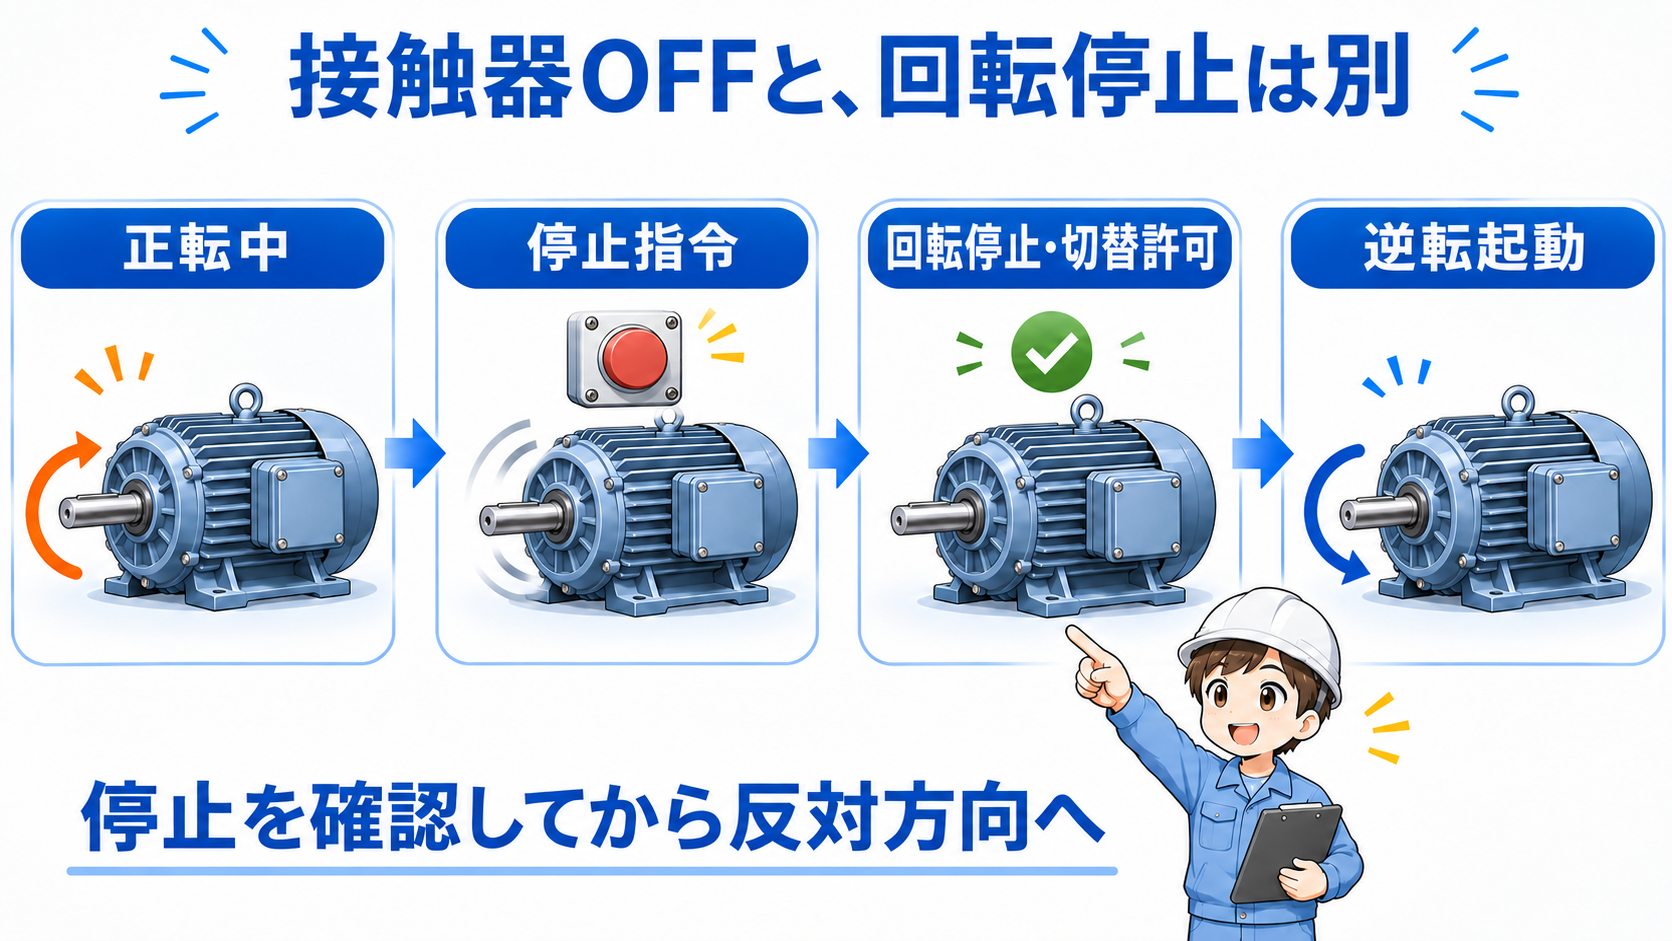 接触器OFFと、回転停止は別
正転中
停止指令
回転停止・切替許可
逆転起動
停止を確認してから反対方向へ